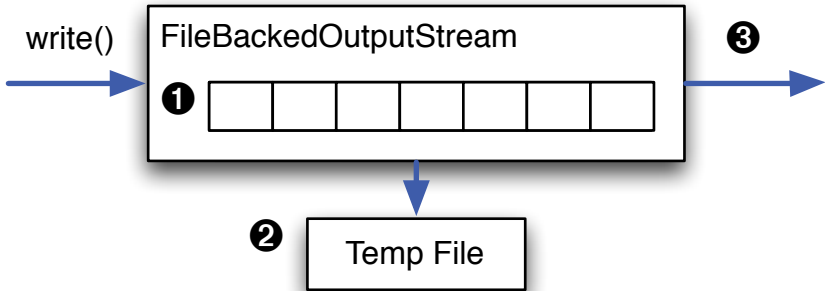 write()
FileBackedOutputStream
❸
❶
❷
Temp File